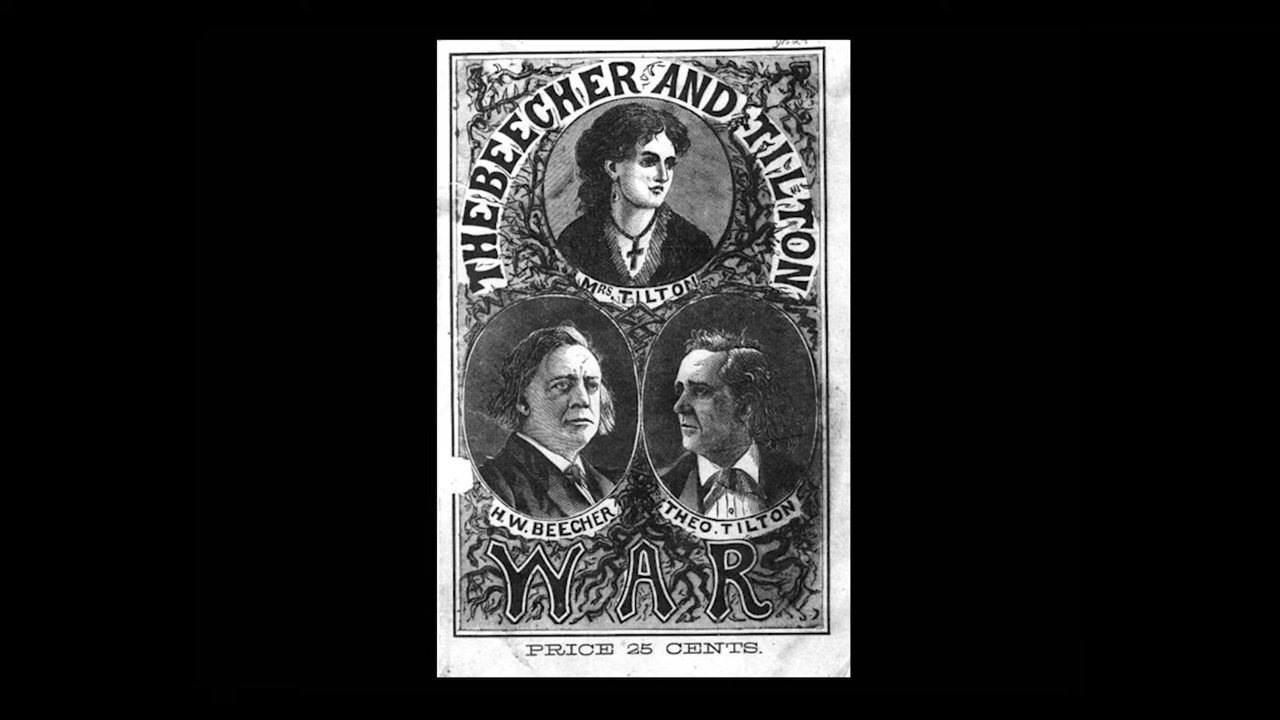 THE BEECHER AND TILTON
MRS. TILTON
H. W. BEECHER
THEO. TILTON
WAR
PRICE 25 CENTS.